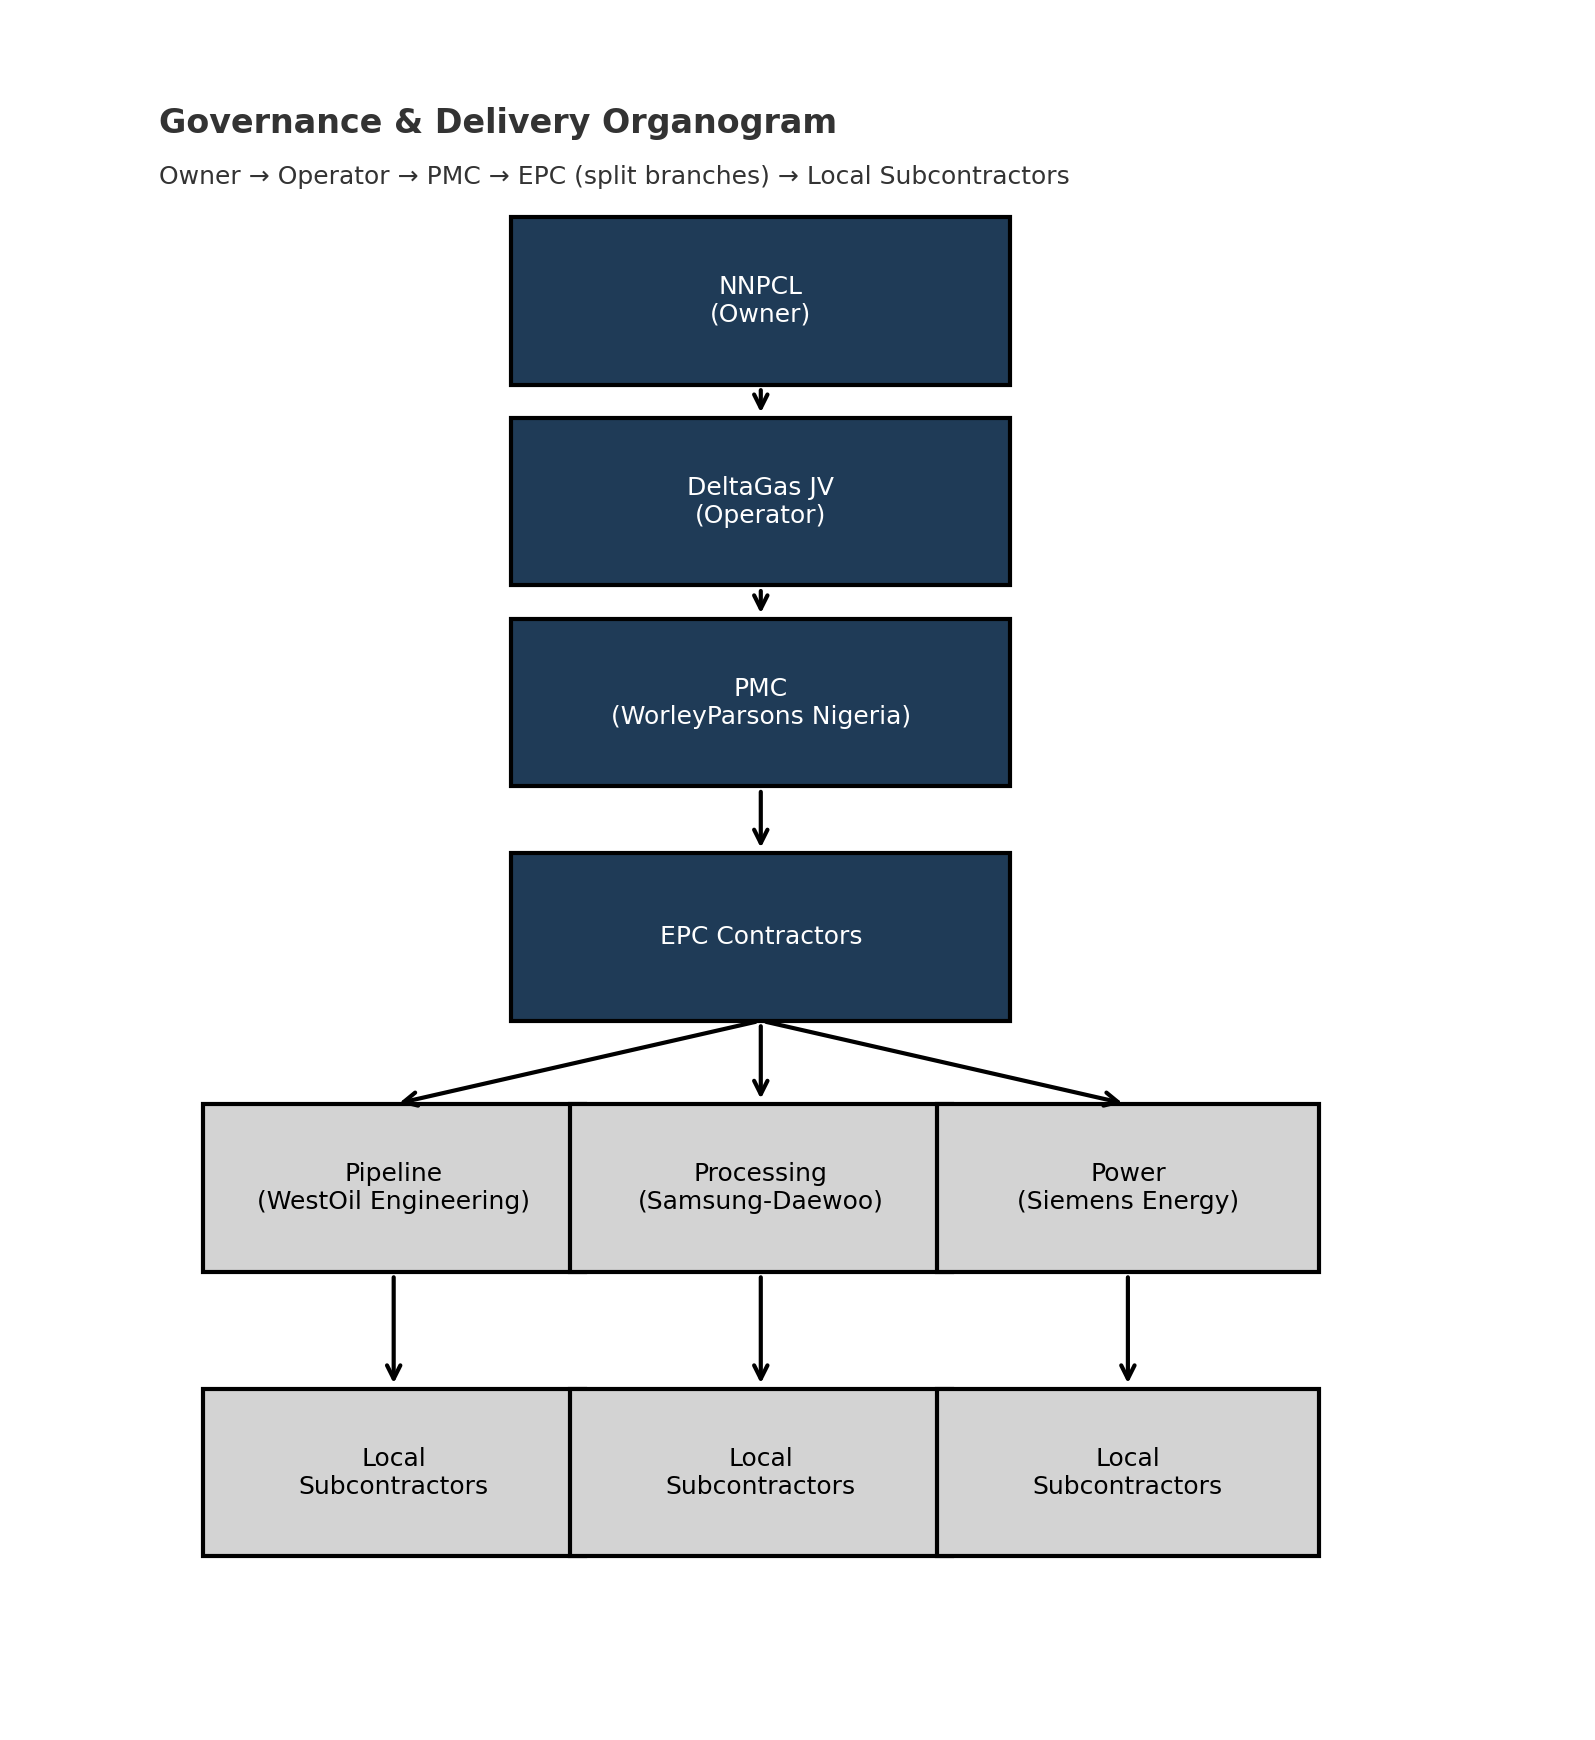 Governance & Delivery Organogram
Owner → Operator → PMC → EPC (split branches) → Local Subcontractors
NNPCL
(Owner)
DeltaGas JV
(Operator)
PMC
(WorleyParsons Nigeria)
EPC Contractors
Pipeline
(WestOil Engineering)
Processing
(Samsung-Daewoo)
Power
(Siemens Energy)
Local
Subcontractors
Local
Subcontractors
Local
Subcontractors